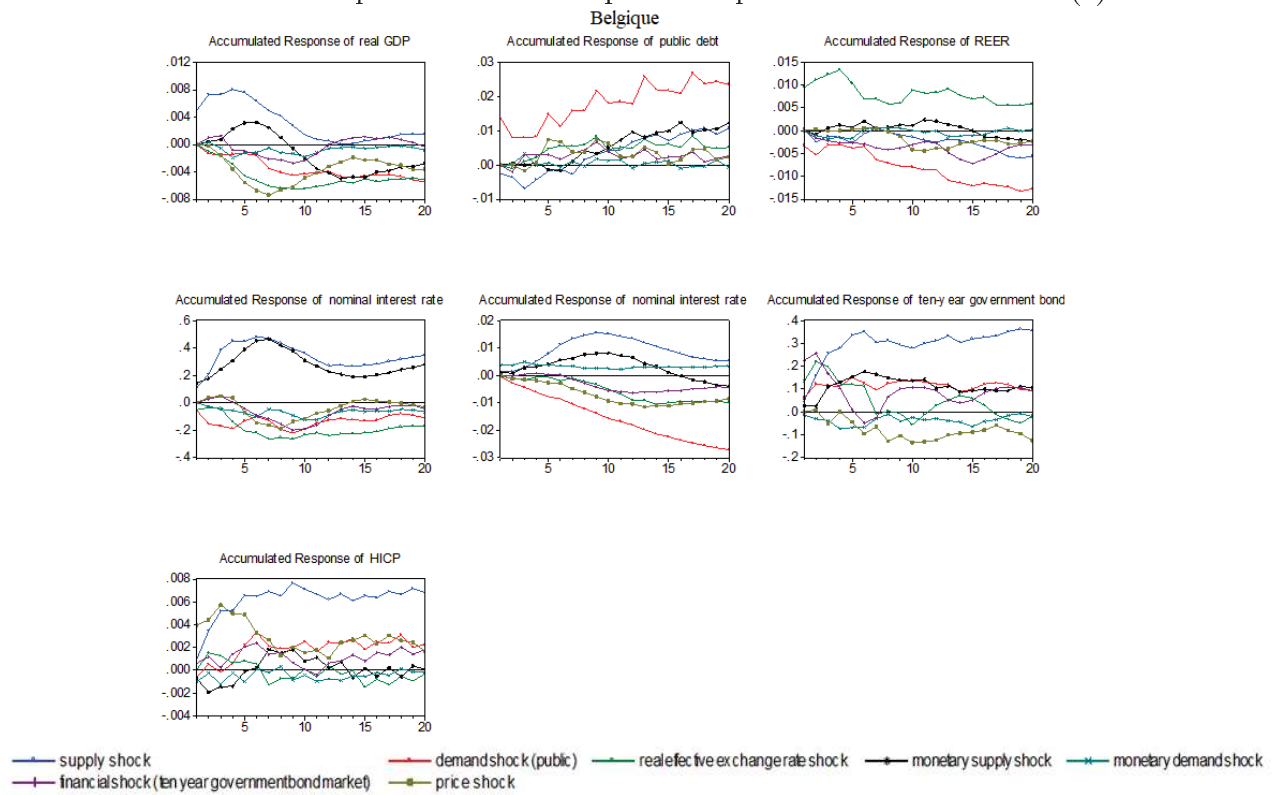 Belgique
Accumulated Response of real GDP Accumulated Response of public debt Accumulated Response of REER
.012 .03 .015
.008 .02 .010
.004 .01 .005
.000 .00 .000
-.004 -.005
-.008 -.01 -.010
-.015
5 10 15 20 5 10 15 20 5 10 15 20
Accumulated Response of nominal interest rate Accumulated Response of nominal interest rate Accumulated Response of ten-year government bond
.6 .02 .4
.4 .01 .3
.2 .00 .2
.0 -.01 .1
-.2 -.02 .0
-.4 -.03 -.1
-.2
5 10 15 20 5 10 15 20 5 10 15 20
Accumulated Response of HICP
.008
.006
.004
.002
.000
-.002
-.004
5 10 15 20
supply shock demand shock (public) real effective exchange rate shock monetary supply shock monetary demand shock
financial shock (ten year government bond market) price shock